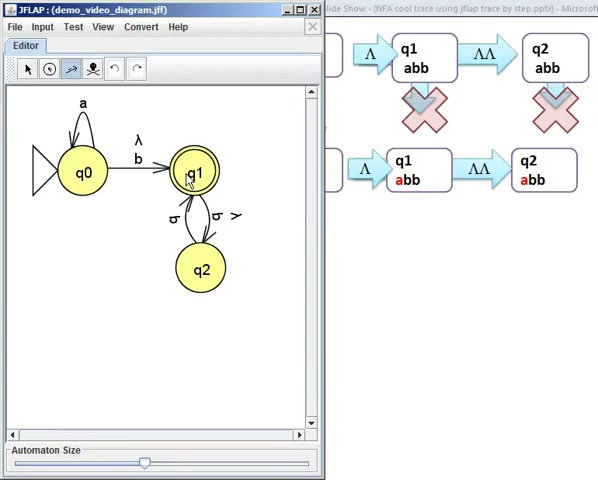 JFLAP : (demo_video_diagram.jff)
lide Show - [NFA cool trace using jflap trace by step.pptx] - Microsoft
File Input Test View Convert Help
Editor
a
λ
b
q0
q1
b
b λ
q2
Automaton Size
Λ
q1
abb
ΛΛ
q2
abb
Λ
q1
abb
ΛΛ
q2
abb